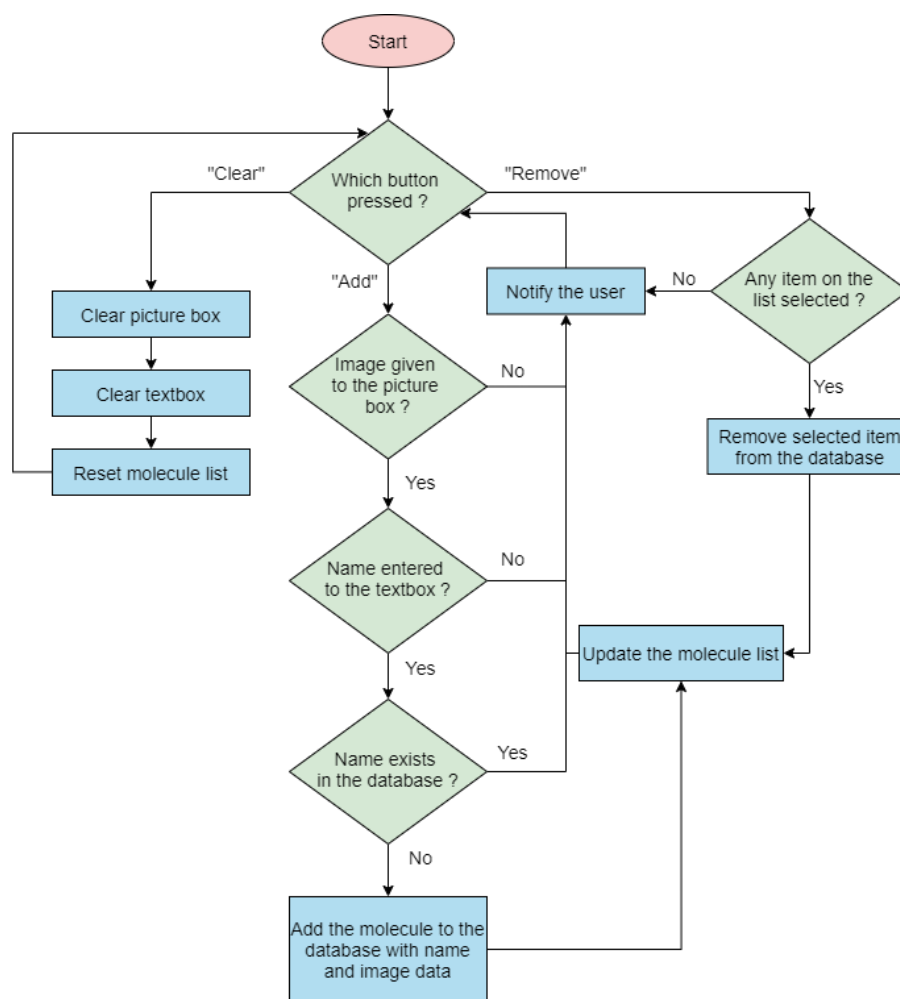 Start
"Clear"
Which button
pressed ?
"Remove"
"Add"
Clear picture box
Notify the user
No
Any item on the
list selected ?
Image given
to the picture
box ?
No
Clear textbox
Yes
Reset molecule list
Remove selected item
from the database
Yes
Name entered
to the textbox ?
No
Yes
Update the molecule list
Name exists
in the database ?
Yes
No
Add the molecule to the
database with name
and image data